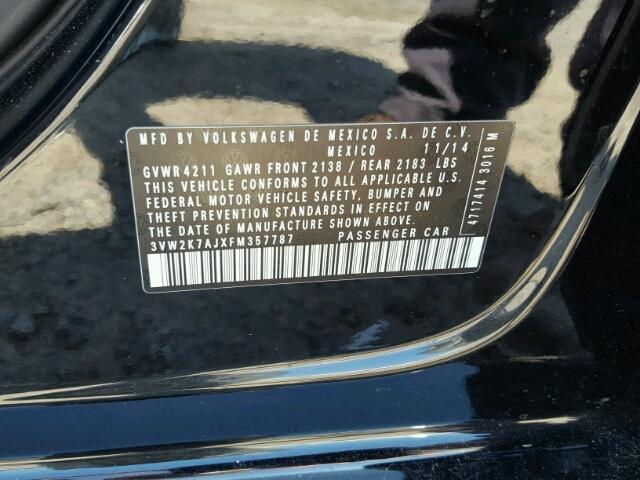 MFD BY VOLKSWAGEN DE MEXICO S.A. DE C.V.
MEXICO 11/14
GVWR 4211 GAWR FRONT 2138 / REAR 2183 LBS
THIS VEHICLE CONFORMS TO ALL APPLICABLE U.S.
FEDERAL MOTOR VEHICLE SAFETY, BUMPER AND
THEFT PREVENTION STANDARDS IN EFFECT ON
THE DATE OF MANUFACTURE SHOWN ABOVE.
3VW2K7AJXFM357787 PASSENGER CAR
4717414 3016 M